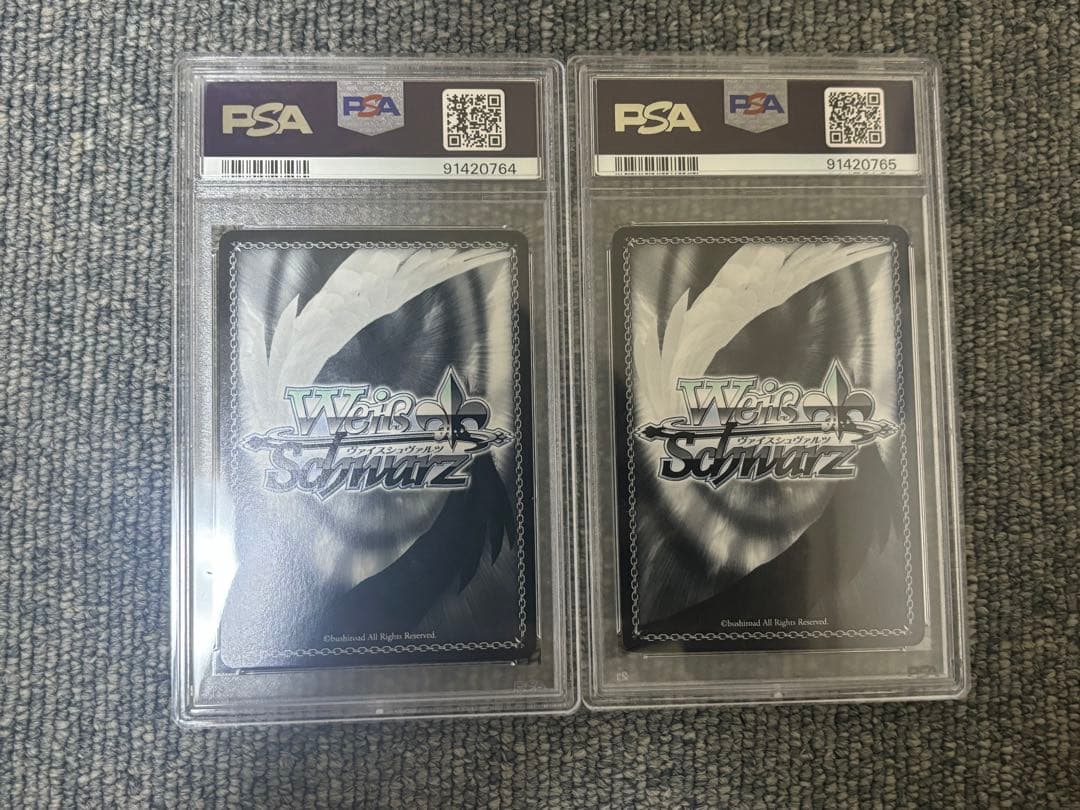 PSA
PSA
91420764
Weiß
ヴァイスシュヴァルツ
Schwarz
©bushiroad All Rights Reserved.
PSA
PSA
91420765
Weiß
ヴァイスシュヴァルツ
Schwarz
©bushiroad All Rights Reserved.
PSA